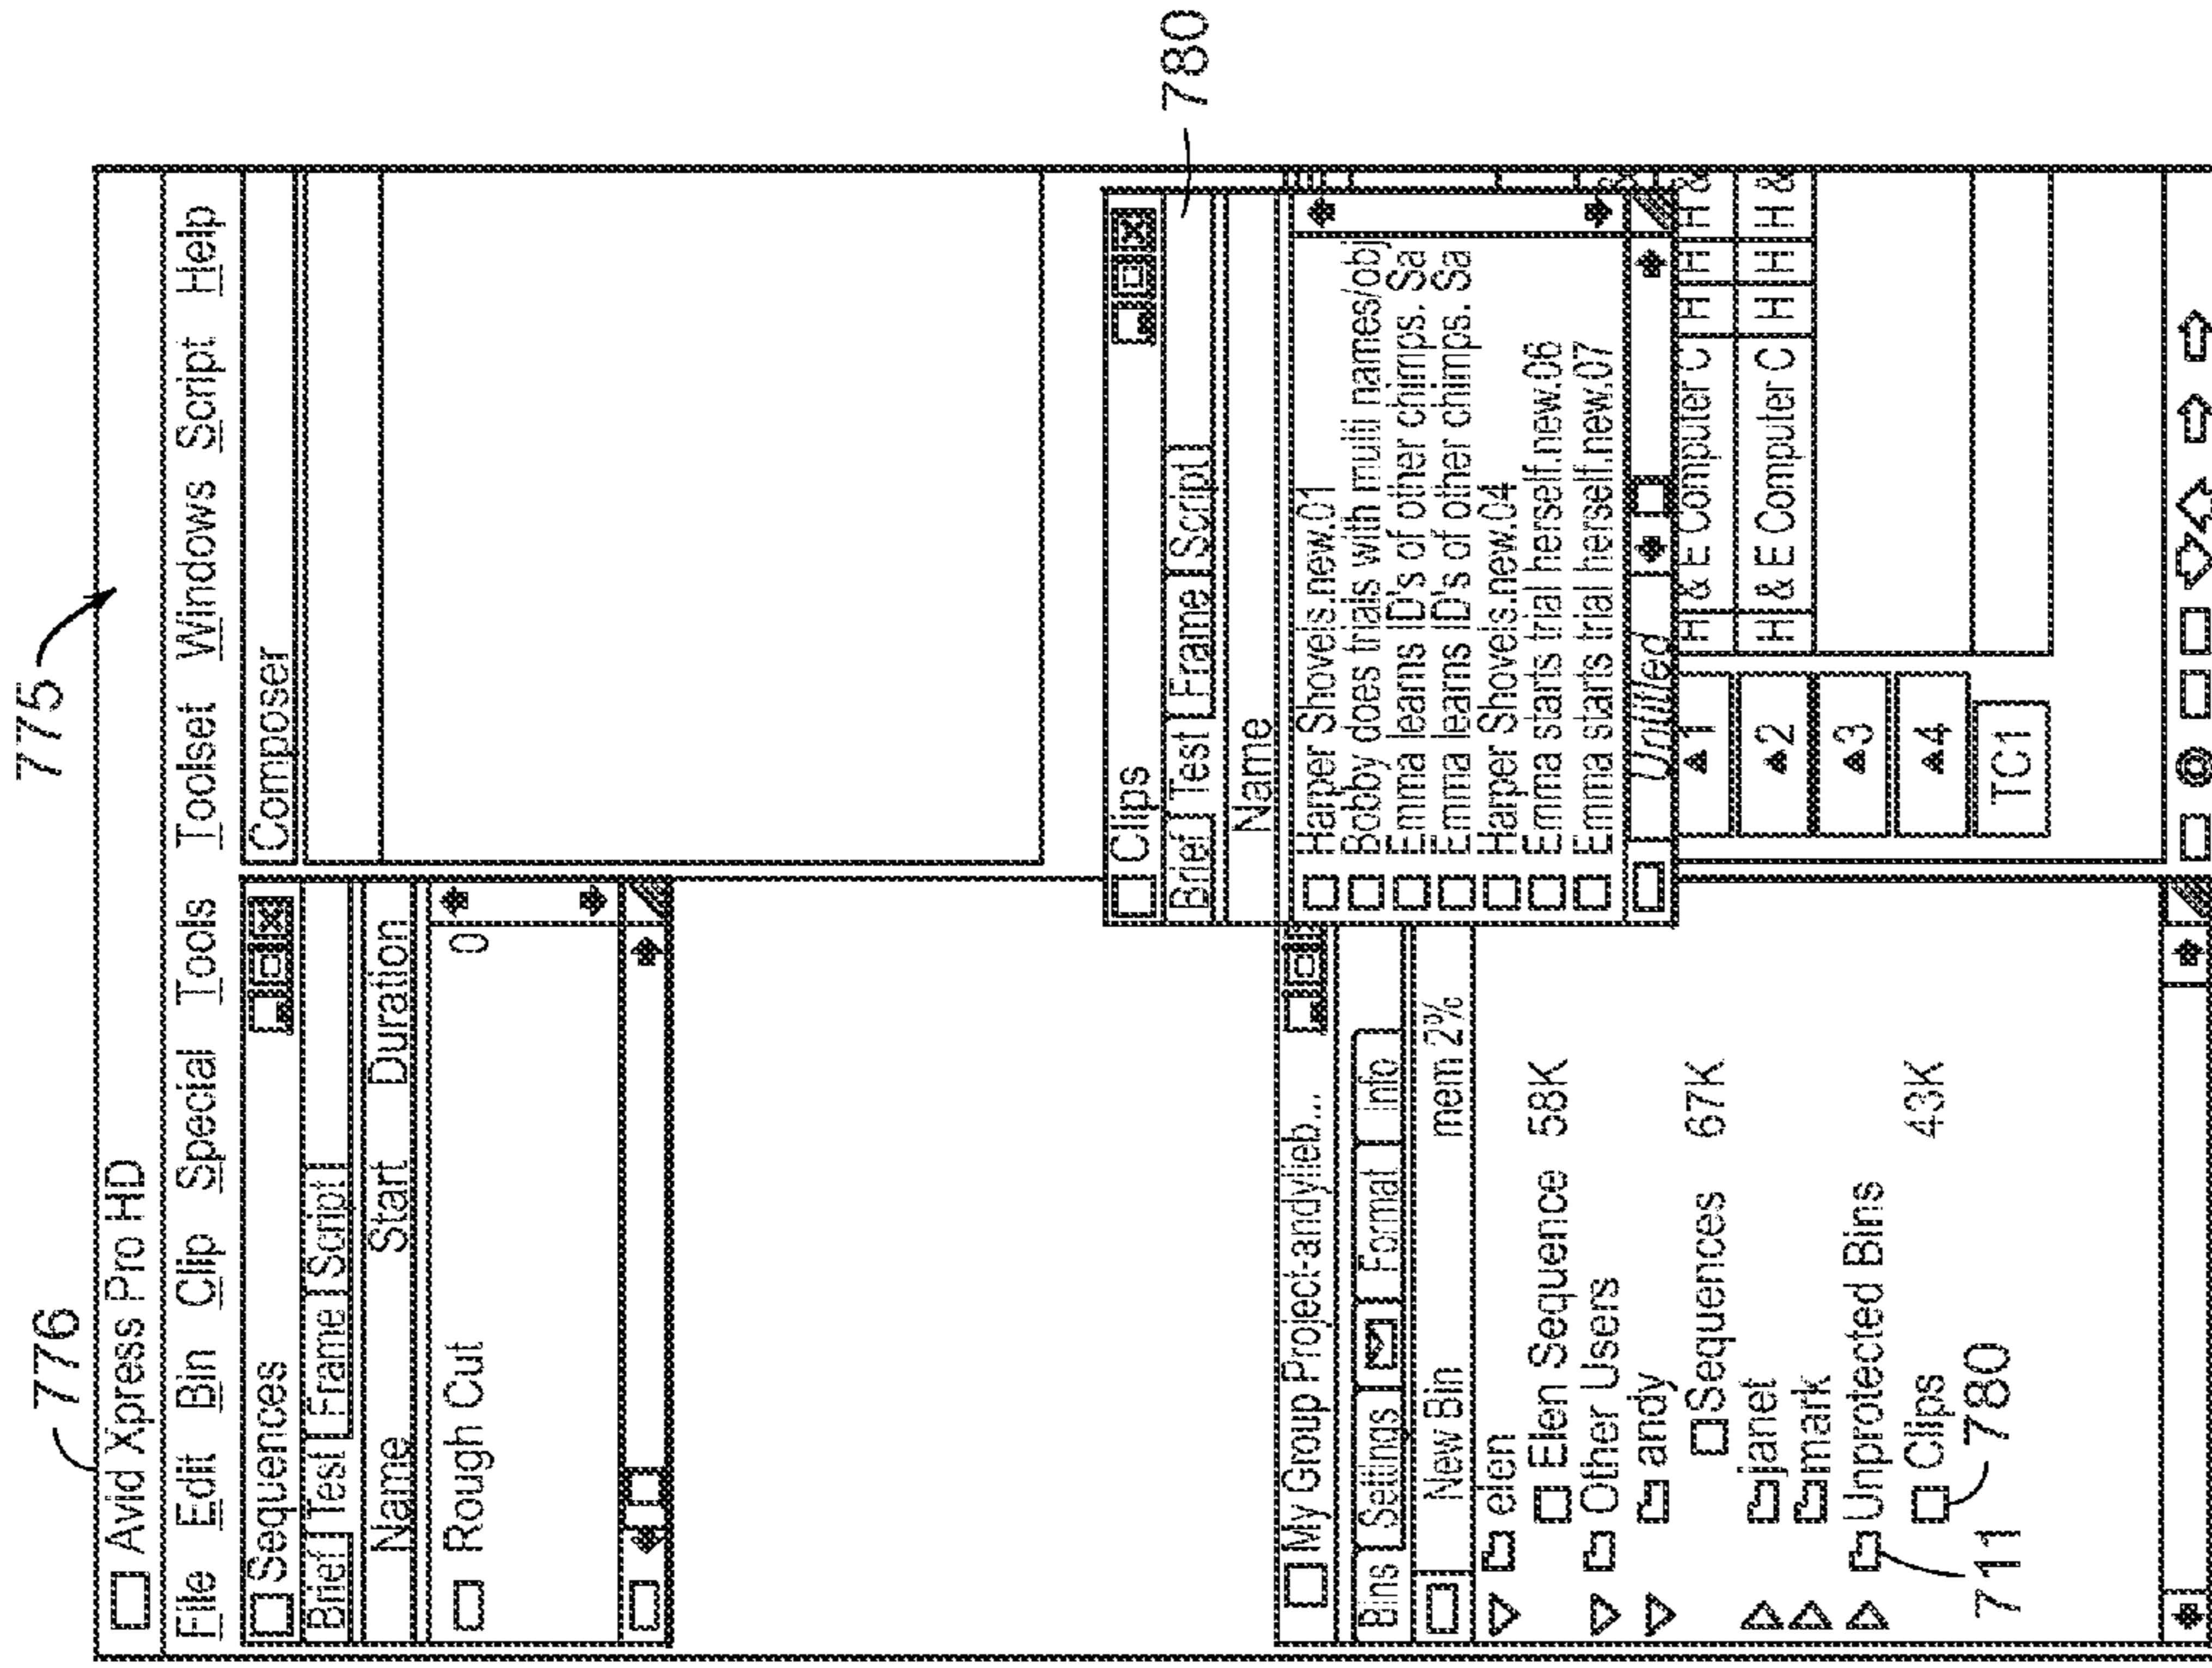 775
776
Avid Xpress Pro HD
File Edit Bin Clip Special Tools Toolset Windows Script Help
Sequences
Brief Test Frame Script
Name Start Duration
Rough Cut 0
Composer
780
Clips
Brief Test Frame Script
Name
Harper Shovels.new.01
Bobby does trials with multi names/obj
Emma learns ID's of other chimps. Sa
Emma learns ID's of other chimps. Sa
Harper Shovels.new.04
Emma starts trial herself.new.06
Emma starts trial herself.new.07
Untitled
My Group Project-andylieb...
Bins Settings Format Info
New Bin mem 2%
elen
Elen Sequence 58K
Other Users
andy
Sequences 67K
janet
mark
Unprotected Bins
Clips 43K
711
780
1 H & E Computer C H H H &
2 H & E Computer C H H H &
3
4
TC1